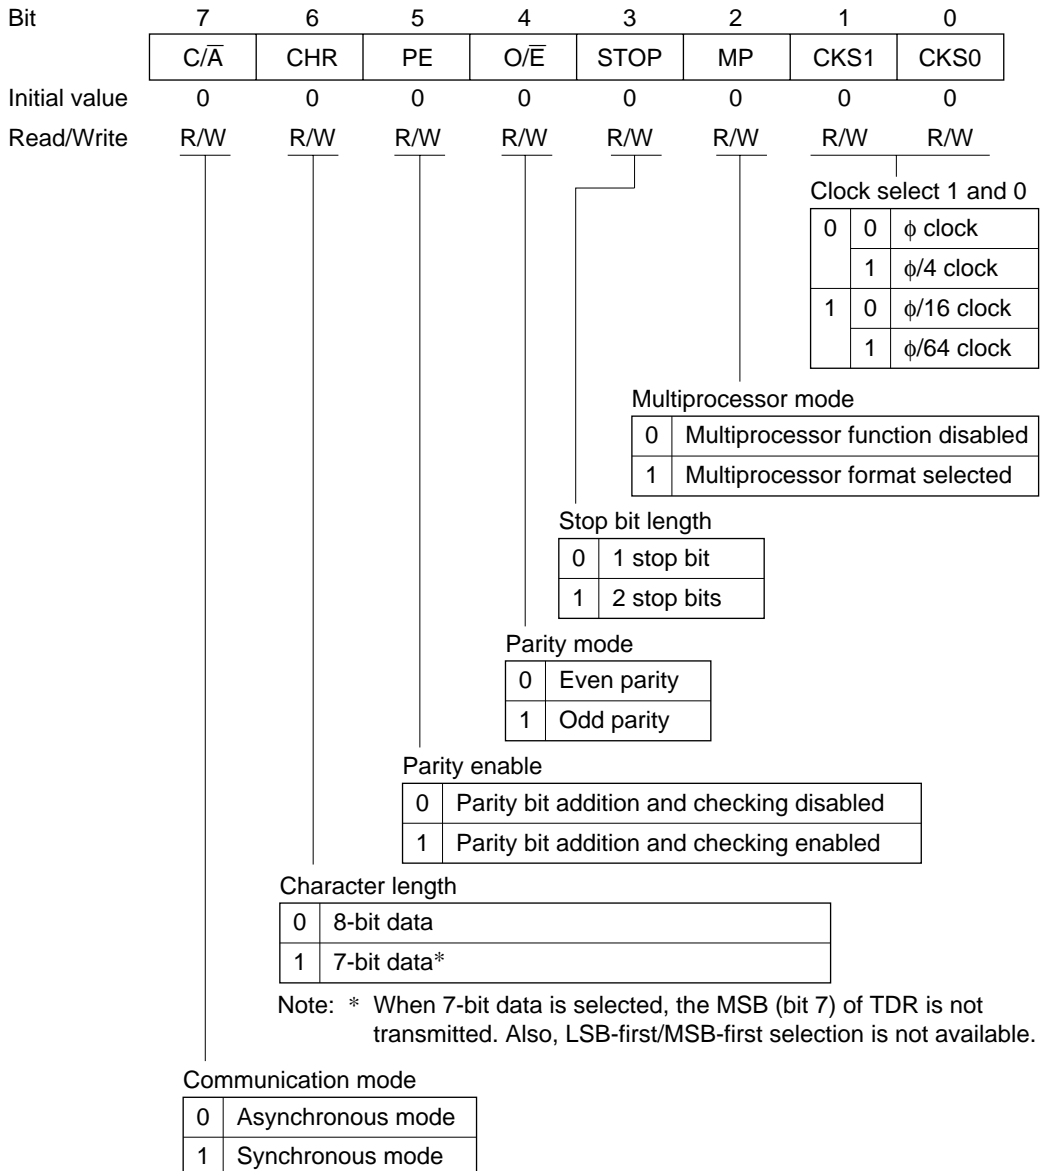 Bit 7 6 5 4 3 2 1 0
C/A̅ CHR PE O/E̅ STOP MP CKS1 CKS0
Initial value 0 0 0 0 0 0 0 0
Read/Write R/W R/W R/W R/W R/W R/W R/W R/W
Clock select 1 and 0
0 0 ϕ clock
1 ϕ/4 clock
1 0 ϕ/16 clock
1 ϕ/64 clock
Multiprocessor mode
0 Multiprocessor function disabled
1 Multiprocessor format selected
Stop bit length
0 1 stop bit
1 2 stop bits
Parity mode
0 Even parity
1 Odd parity
Parity enable
0 Parity bit addition and checking disabled
1 Parity bit addition and checking enabled
Character length
0 8-bit data
1 7-bit data*
Note: * When 7-bit data is selected, the MSB (bit 7) of TDR is not
transmitted. Also, LSB-first/MSB-first selection is not available.
Communication mode
0 Asynchronous mode
1 Synchronous mode